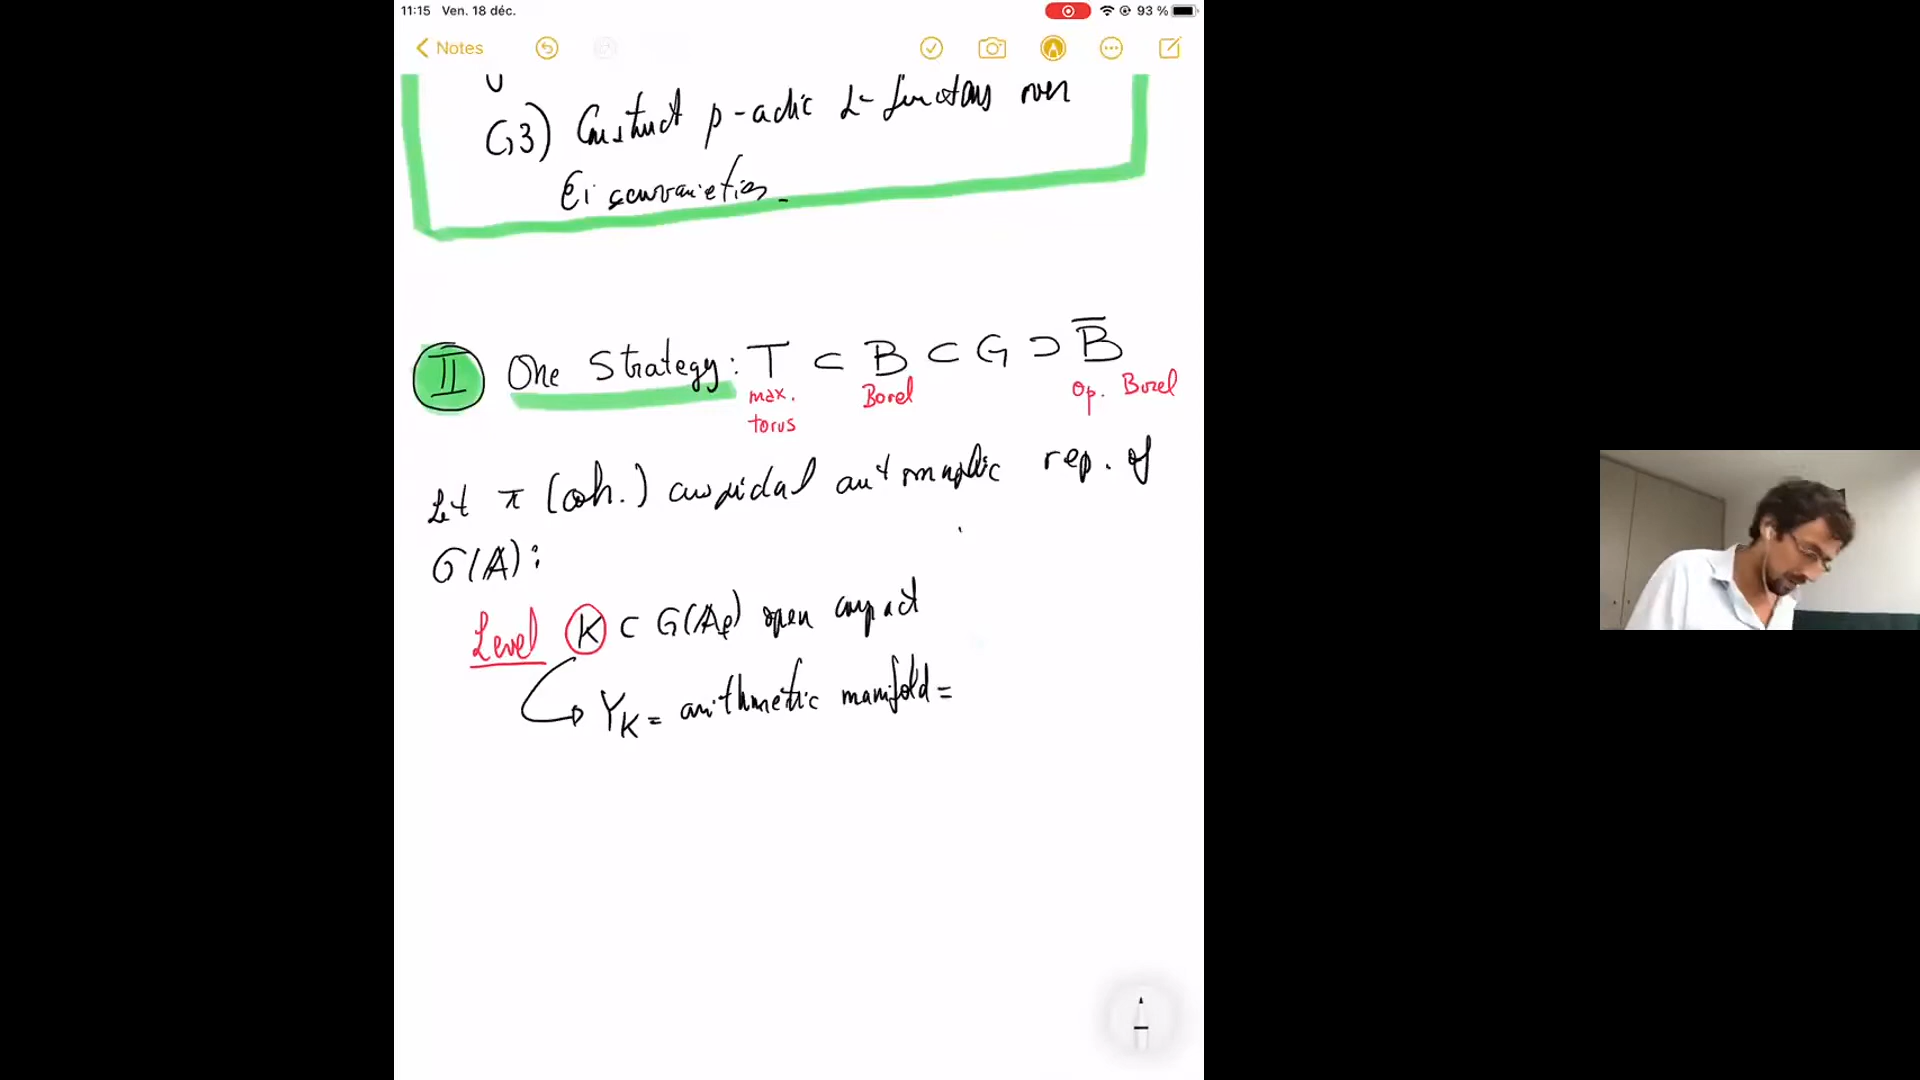 11:15 Ven. 18 déc. 93 %
Notes
G3) Construct p-adic L-functions over
Eigenvarieties.
II One Strategy: T ⊂ B ⊂ G ⊃ B̅
max. torus Borel Op. Borel
Let π (coh.) cuspidal automorphic rep. of
G(A):
Level K ⊂ G(A_f) open compact
Y_K = arithmetic manifold =